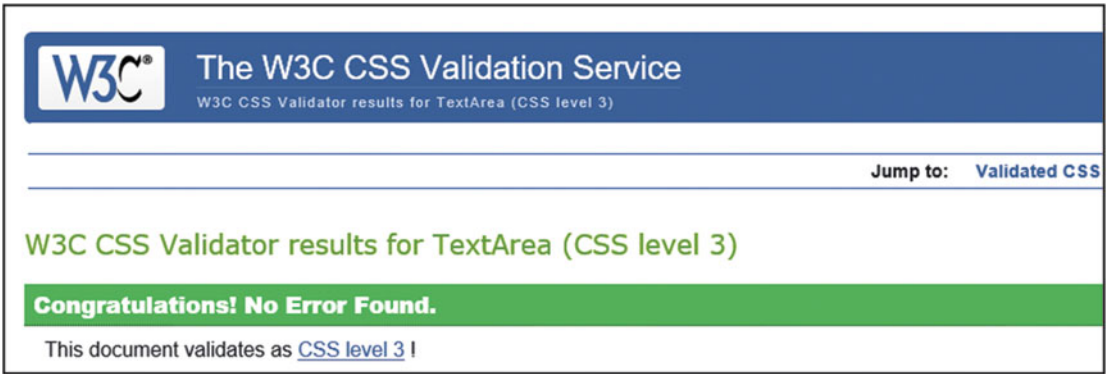 W3C®
The W3C CSS Validation Service
W3C CSS Validator results for TextArea (CSS level 3)
Jump to: Validated CSS
W3C CSS Validator results for TextArea (CSS level 3)
Congratulations! No Error Found.
This document validates as CSS level 3 !